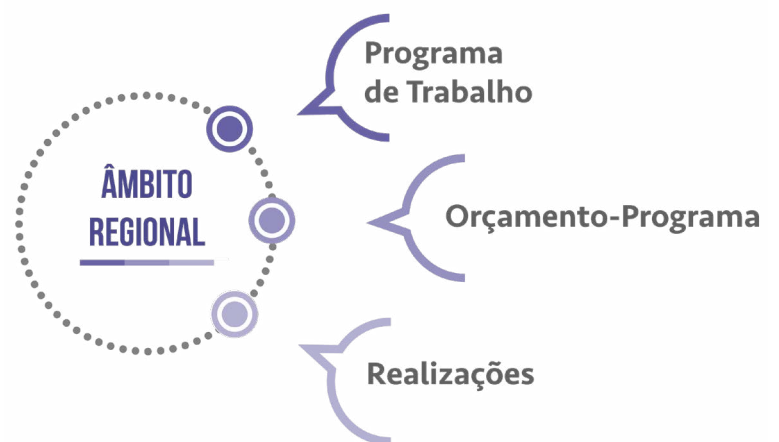 ÂMBITO
REGIONAL
Programa
de Trabalho
Orçamento-Programa
Realizações